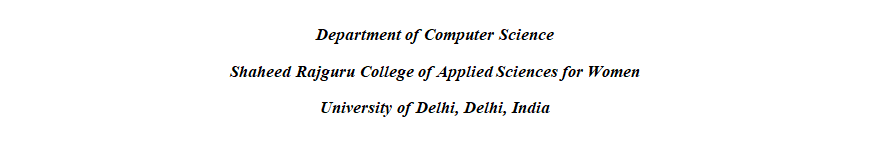 Department of Computer Science
Shaheed Rajguru College of Applied Sciences for Women
University of Delhi, Delhi, India